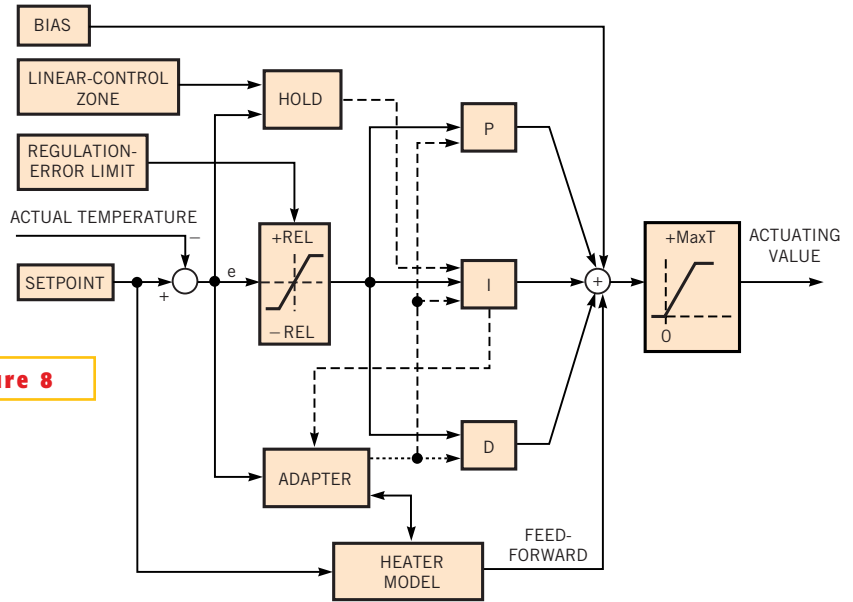 BIAS
LINEAR-CONTROL
ZONE
HOLD
REGULATION-
ERROR LIMIT
P
ACTUAL TEMPERATURE
−
+REL
+MaxT
ACTUATING
VALUE
SETPOINT
+
e
I
+
−REL
0
ure 8
D
ADAPTER
FEED-
FORWARD
HEATER
MODEL